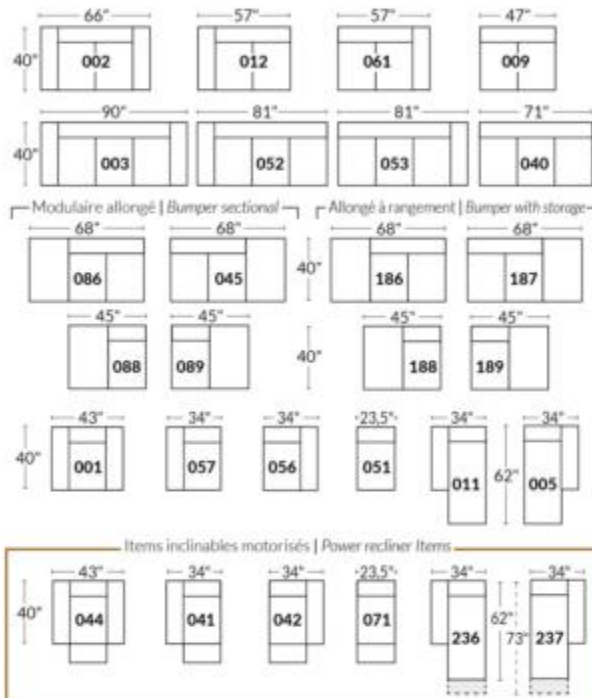 66" 57" 57" 47"
40" 002 012 061 009
90" 81" 81" 71"
40" 003 052 053 040
Modulaire allongé | Bumper sectional Allongé à rangement | Bumper with storage
68" 68" 68" 68"
086 045 40" 186 187
45" 45" 45" 45"
088 089 40" 188 189
43" 34" 34" 23,5" 34" 34"
40" 001 057 056 051 011 62" 005
Items inclinables motorisés | Power recliner Items
43" 34" 34" 23,5" 34" 34"
40" 044 041 042 071 236 62" 73" 237